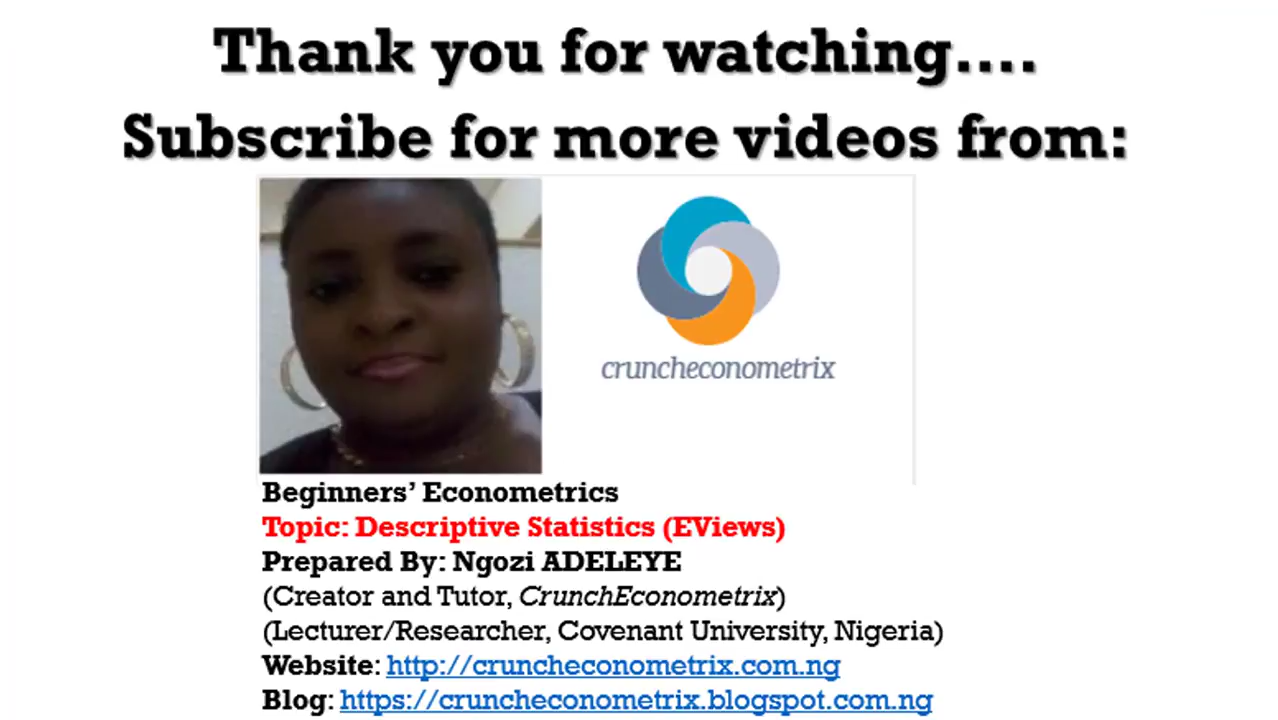 Thank you for watching....
Subscribe for more videos from:
cruncheconometrix
Beginners’ Econometrics
Topic: Descriptive Statistics (EViews)
Prepared By: Ngozi ADELEYE
(Creator and Tutor, CrunchEconometrix)
(Lecturer/Researcher, Covenant University, Nigeria)
Website: http://cruncheconometrix.com.ng
Blog: https://cruncheconometrix.blogspot.com.ng